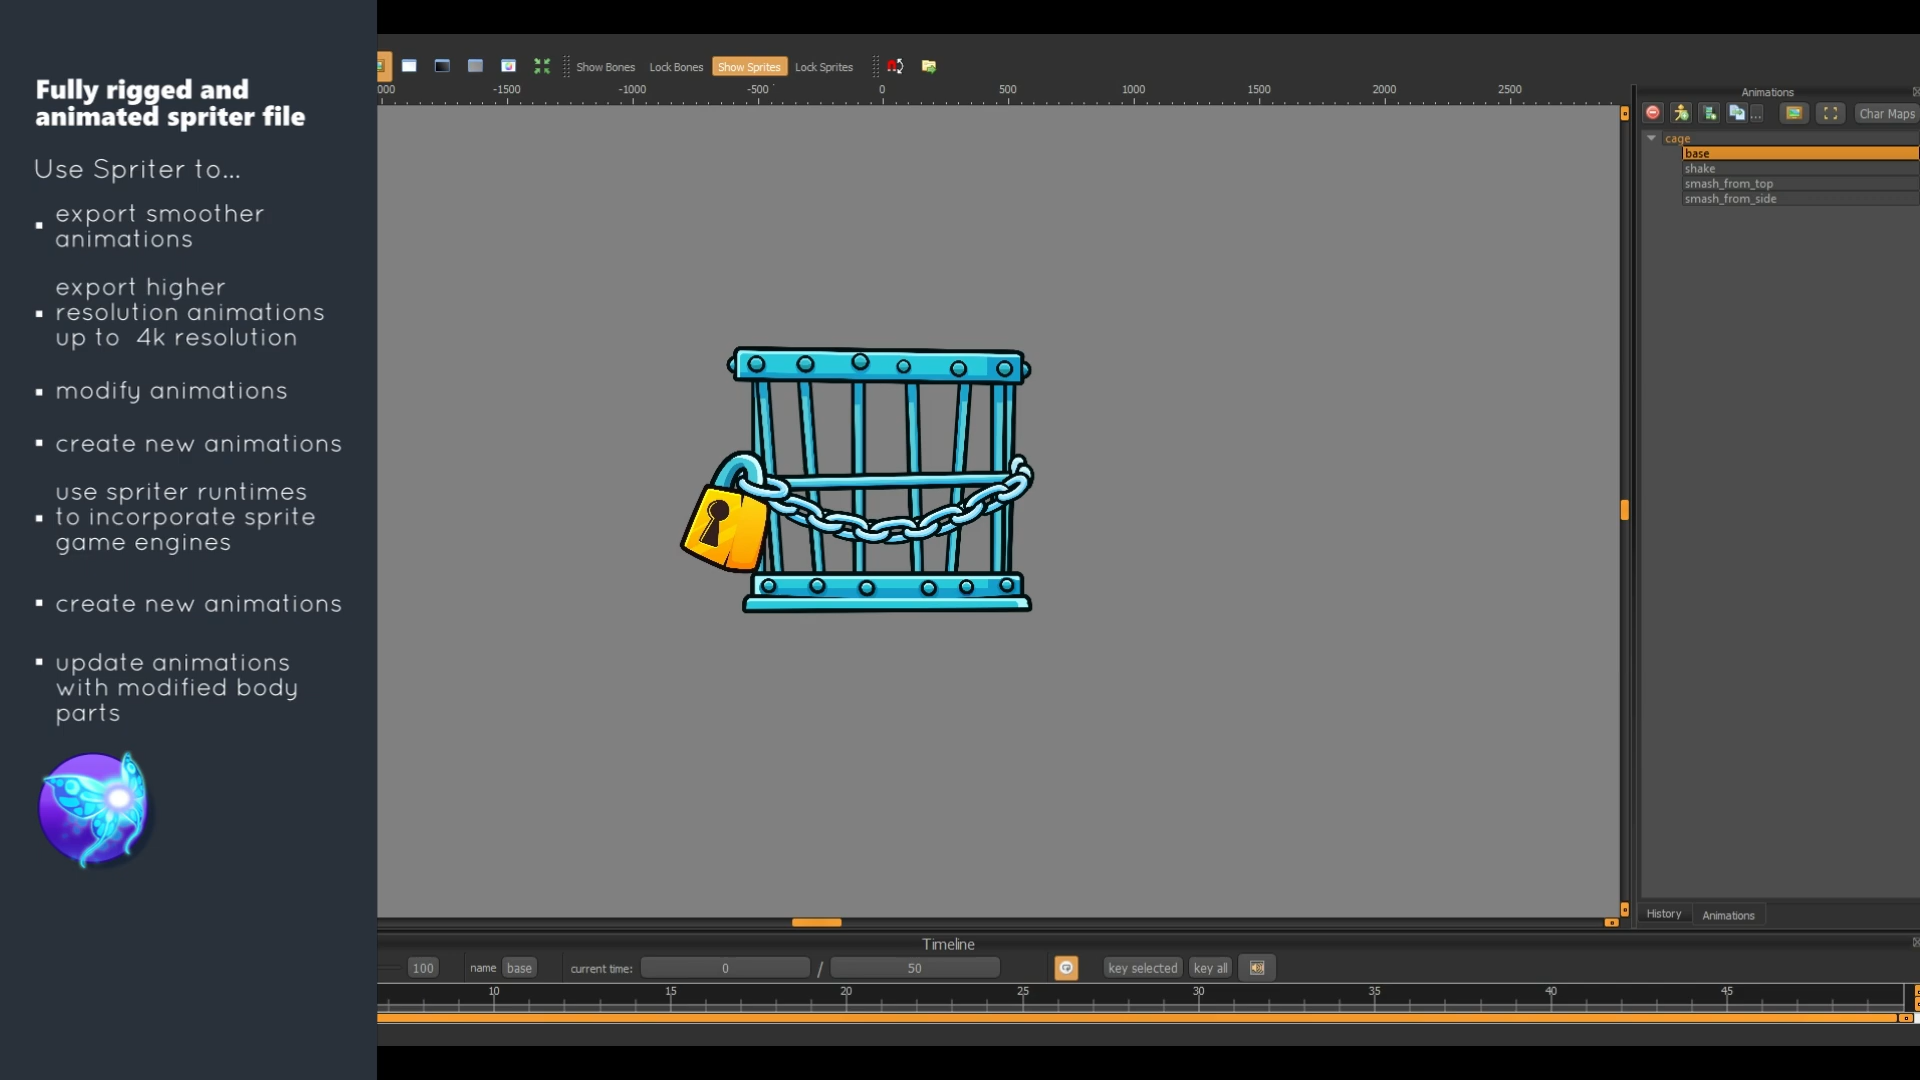 Fully rigged and
animated spriter file
Use Spriter to...
export smoother
animations
export higher
resolution animations
up to 4k resolution
modify animations
create new animations
use spriter runtimes
to incorporate sprite
game engines
create new animations
update animations
with modified body
parts
Show Bones Lock Bones Show Sprites Lock Sprites
000 -1500 -1000 -500 0 500 1000 1500 2000 2500
Animations
... Char Maps
cage
base
shake
smash_from_top
smash_from_side
History Animations
Timeline
100 name base current time: 0 / 50 key selected key all
10 15 20 25 30 35 40 45